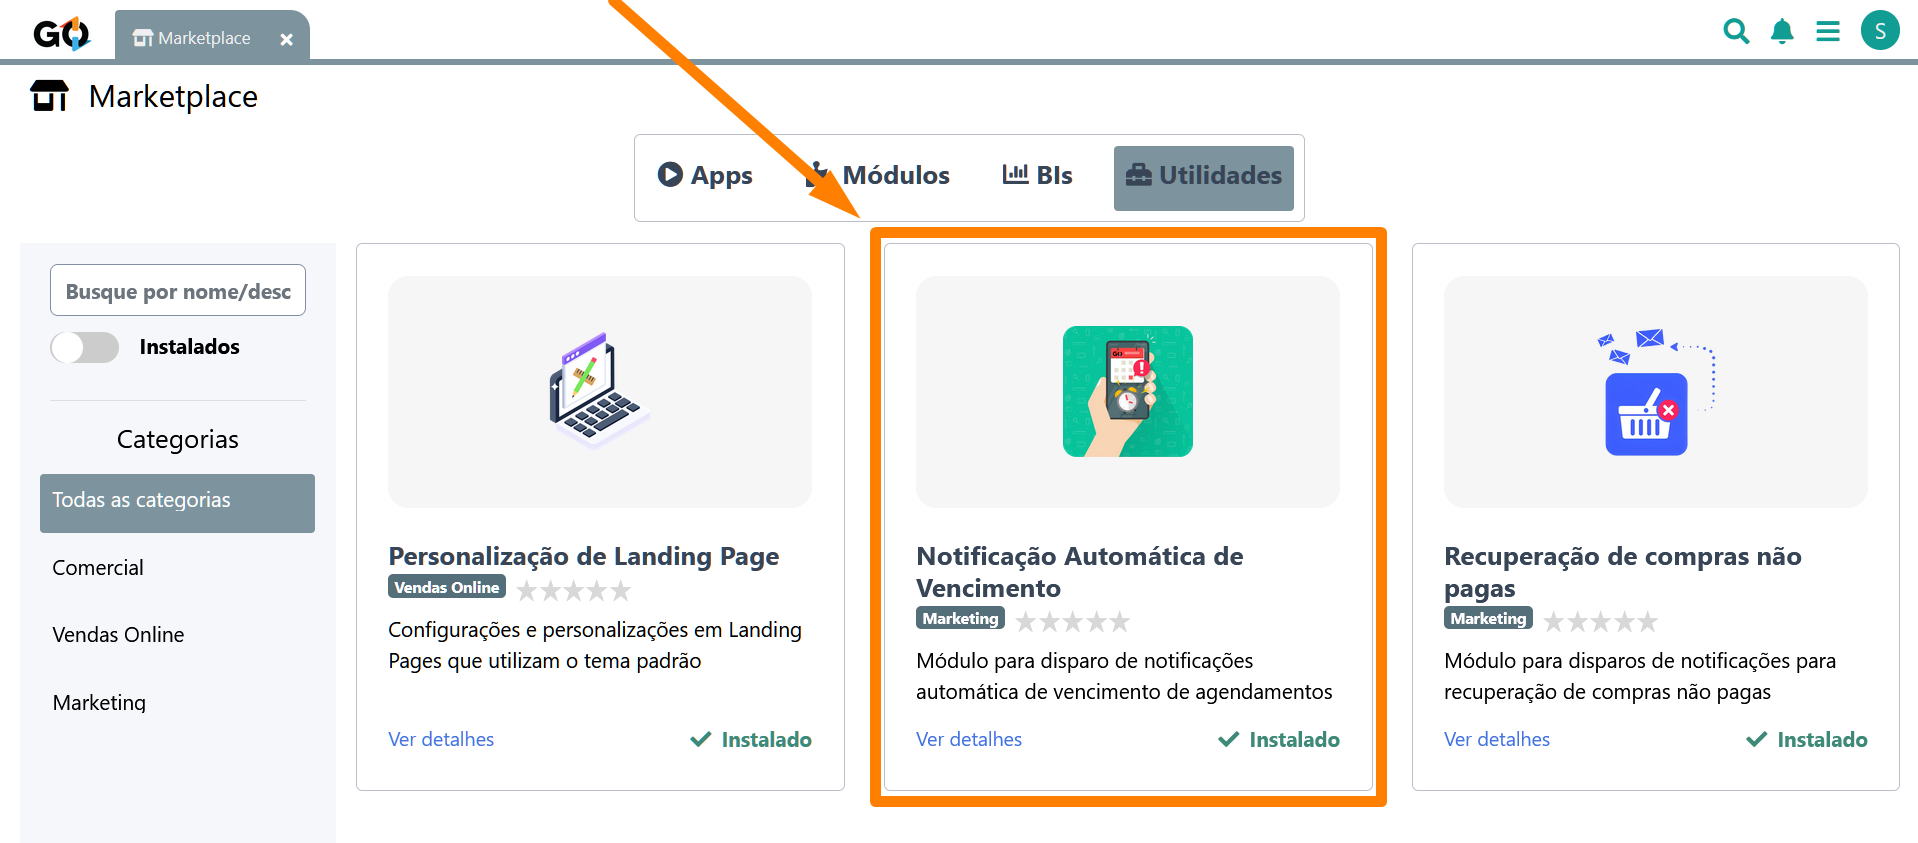 GO
Marketplace
S
Marketplace
Apps
Módulos
BIs
Utilidades
Busque por nome/desc
Instalados
Categorias
Todas as categorias
Comercial
Vendas Online
Marketing
Personalização de Landing Page
Vendas Online
Configurações e personalizações em Landing
Pages que utilizam o tema padrão
Ver detalhes
Instalado
GO
Notificação Automática de
Vencimento
Marketing
Módulo para disparo de notificações
automática de vencimento de agendamentos
Ver detalhes
Instalado
Recuperação de compras não
pagas
Marketing
Módulo para disparos de notificações para
recuperação de compras não pagas
Ver detalhes
Instalado